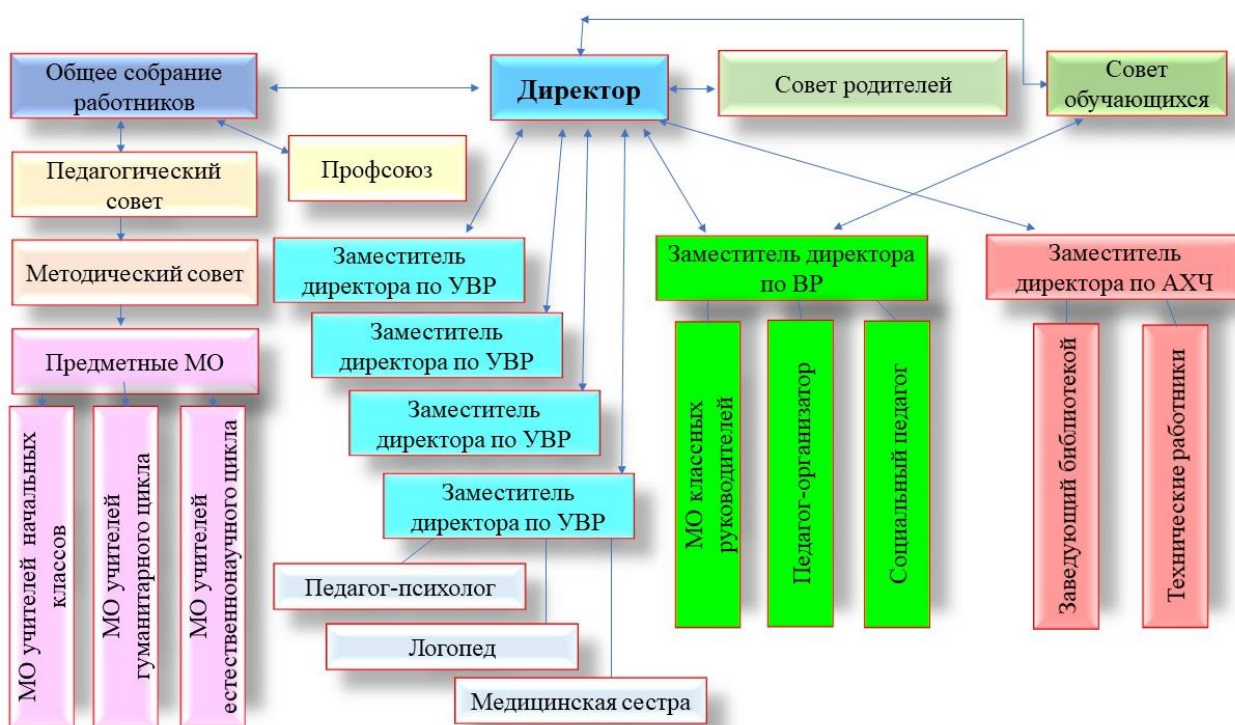 Общее собрание
работников
Директор
Совет родителей
Совет
обучающихся
Педагогический
совет
Профсоюз
Методический совет
Предметные МО
МО учителей начальных
классов
МО учителей
гуманитарного цикла
МО учителей
естественнонаучного цикла
Заместитель
директора по УВР
Заместитель
директора по УВР
Заместитель
директора по УВР
Заместитель
директора по УВР
Педагог-психолог
Логопед
Медицинская сестра
Заместитель директора
по ВР
МО классных
руководителей
Педагог-организатор
Социальный педагог
Заместитель
директора по АХЧ
Заведующий библиотекой
Технические работники